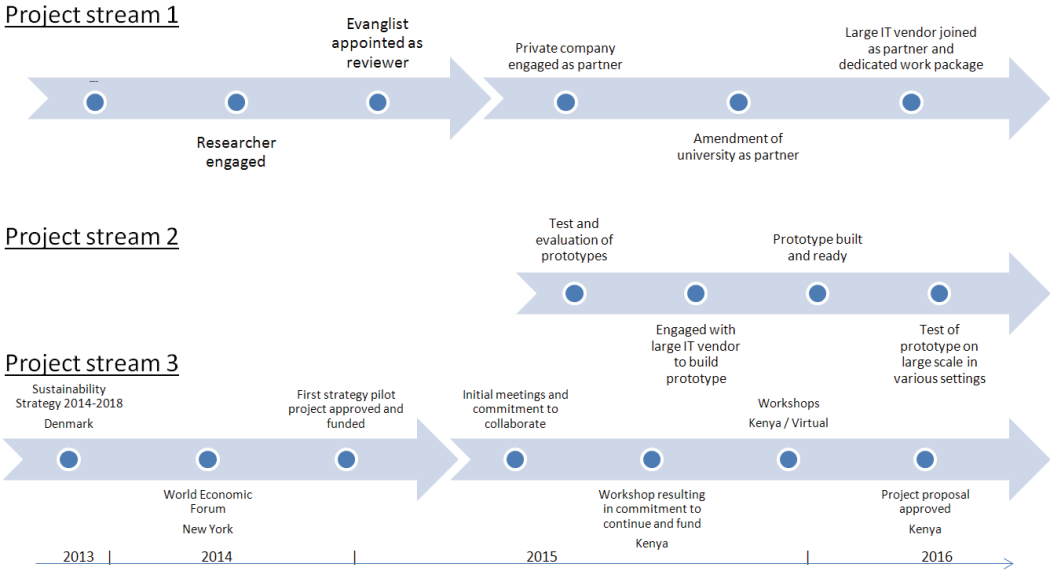 Project stream 1
Evanglist
appointed as
reviewer
Private company
engaged as partner
Large IT vendor joined
as partner and
dedicated work package
...
Researcher
engaged
Amendment of
university as partner
Project stream 2
Test and
evaluation of
prototypes
Prototype built
and ready
Engaged with
large IT vendor
to build
prototype
Test of
prototype on
large scale in
various settings
Project stream 3
Sustainability
Strategy 2014-2018
Denmark
First strategy pilot
project approved and
funded
Initial meetings and
commitment to
collaborate
Workshops
Kenya / Virtual
World Economic
Forum
New York
Workshop resulting
in commitment to
continue and fund
Kenya
Project proposal
approved
Kenya
2013 | 2014 | 2015 | 2016